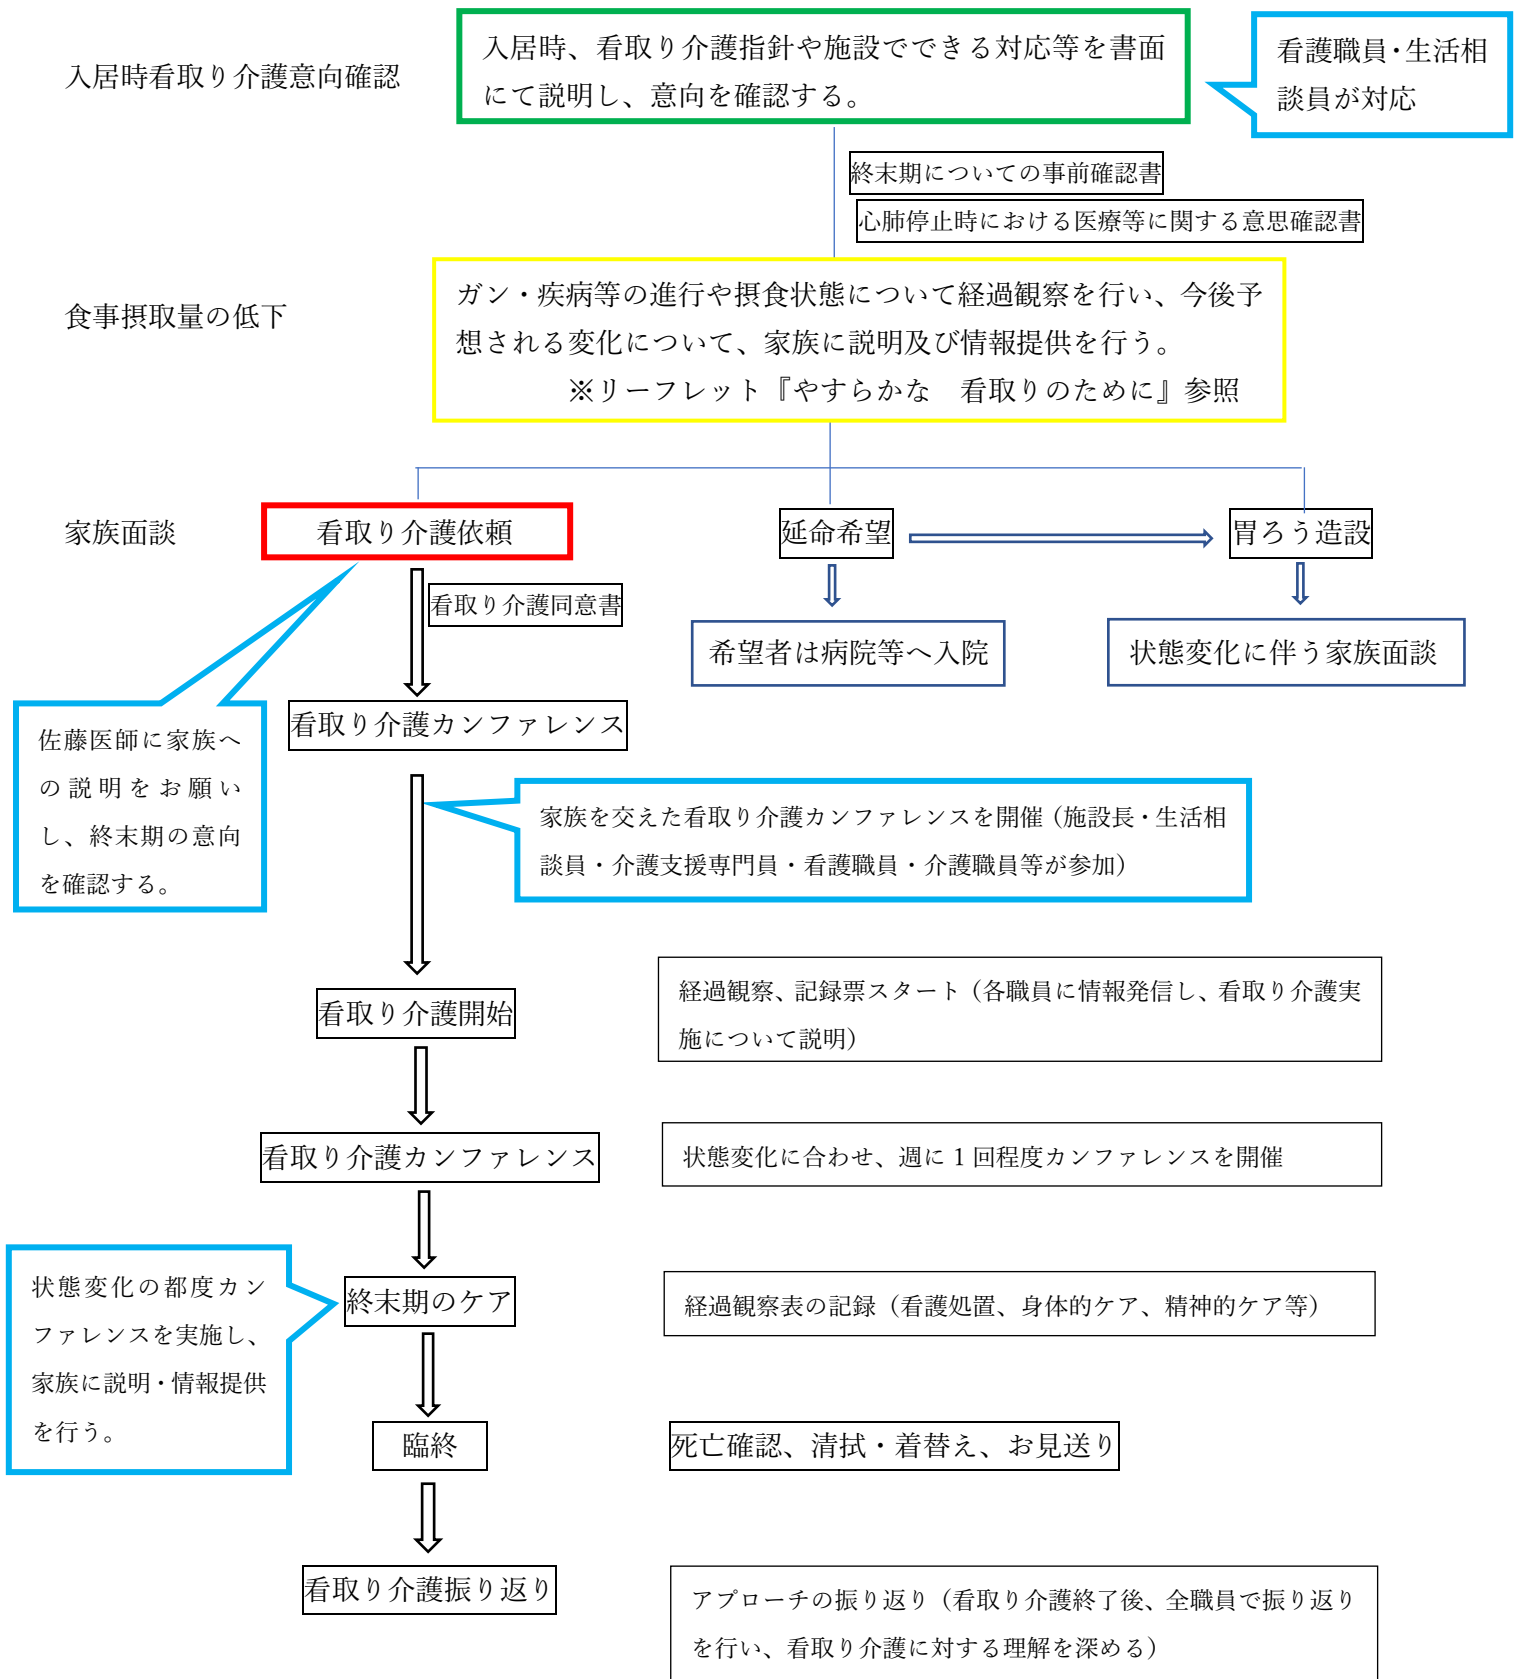 入居時看取り介護意向確認
入居時、看取り介護指針や施設でできる対応等を書面
にて説明し、意向を確認する。
看護職員・生活相
談員が対応
終末期についての事前確認書
心肺停止時における医療等に関する意思確認書
食事摂取量の低下
ガン・疾病等の進行や摂食状態について経過観察を行い、今後予
想される変化について、家族に説明及び情報提供を行う。
※リーフレット『やすらかな　看取りのために』参照
家族面談
看取り介護依頼
延命希望
胃ろう造設
看取り介護同意書
希望者は病院等へ入院
状態変化に伴う家族面談
看取り介護カンファレンス
佐藤医師に家族へ
の説明をお願い
し、終末期の意向
を確認する。
家族を交えた看取り介護カンファレンスを開催（施設長・生活相
談員・介護支援専門員・看護職員・介護職員等が参加）
看取り介護開始
経過観察、記録票スタート（各職員に情報発信し、看取り介護実
施について説明）
看取り介護カンファレンス
状態変化に合わせ、週に 1 回程度カンファレンスを開催
状態変化の都度カン
ファレンスを実施し、
家族に説明・情報提供
を行う。
終末期のケア
経過観察表の記録（看護処置、身体的ケア、精神的ケア等）
臨終
死亡確認、清拭・着替え、お見送り
看取り介護振り返り
アプローチの振り返り（看取り介護終了後、全職員で振り返り
を行い、看取り介護に対する理解を深める）